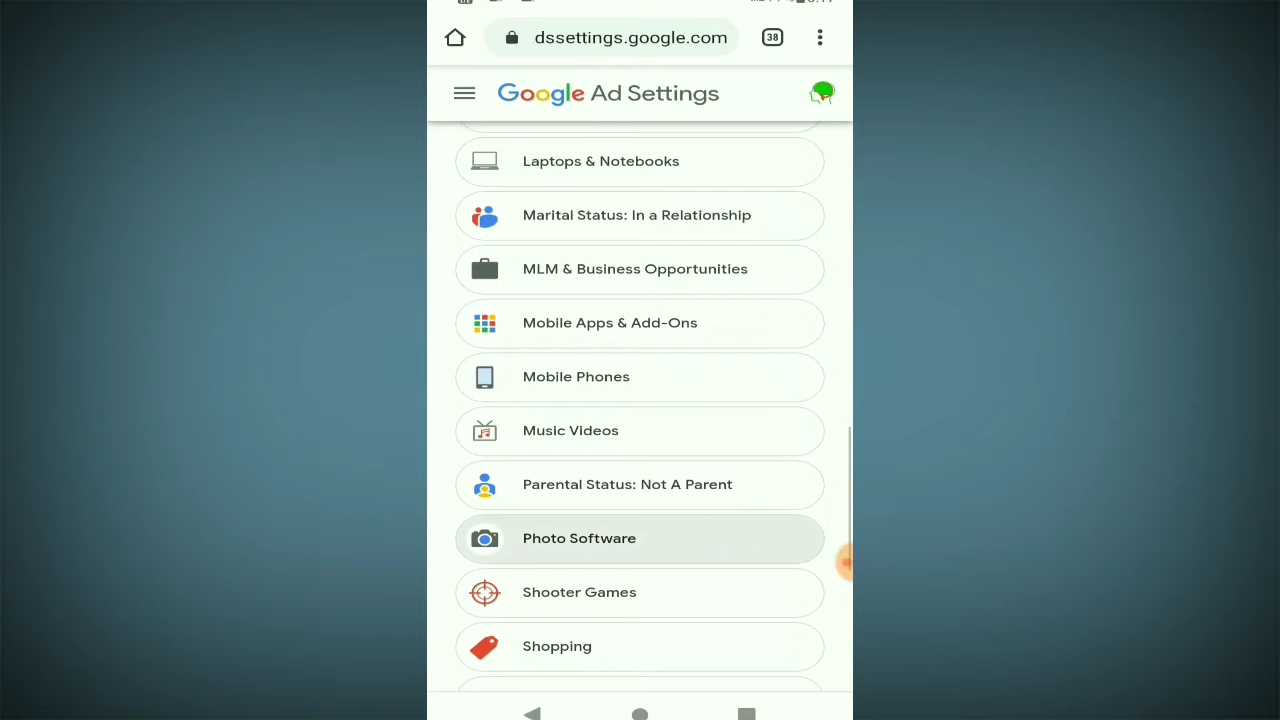 dssettings.google.com
38
Google Ad Settings
Laptops & Notebooks
Marital Status: In a Relationship
MLM & Business Opportunities
Mobile Apps & Add-Ons
Mobile Phones
Music Videos
Parental Status: Not A Parent
Photo Software
Shooter Games
Shopping